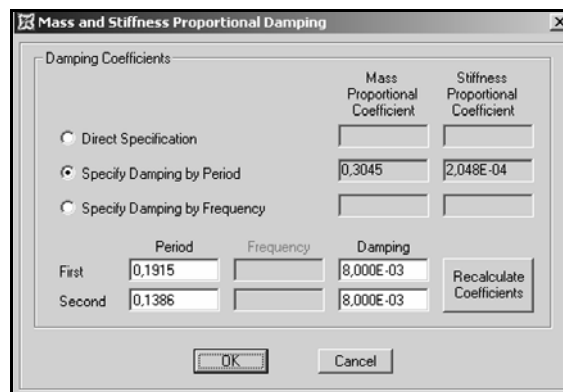 Mass and Stiffness Proportional Damping
Damping Coefficients
Mass Proportional Coefficient
Stiffness Proportional Coefficient
Direct Specification
Specify Damping by Period 0,3045 2,048E-04
Specify Damping by Frequency
Period Frequency Damping
First 0,1915 8,000E-03
Second 0,1386 8,000E-03
Recalculate Coefficients
OK Cancel